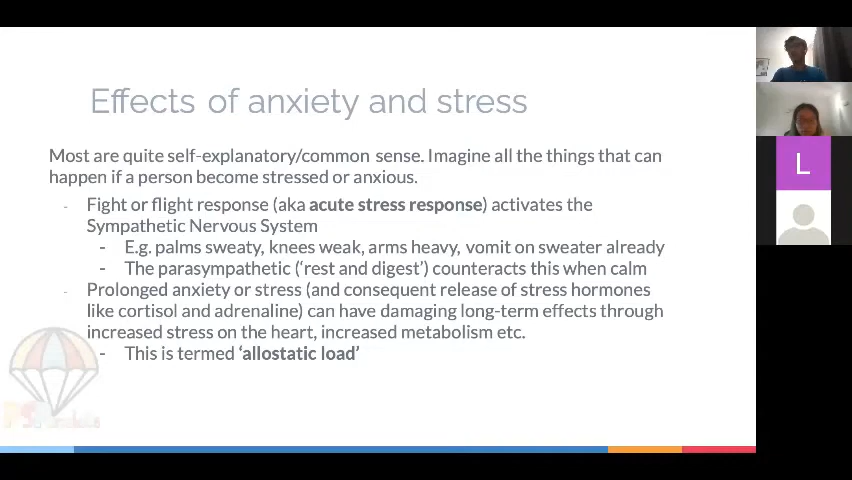 Effects of anxiety and stress
Most are quite self-explanatory/common sense. Imagine all the things that can
happen if a person become stressed or anxious.
- Fight or flight response (aka acute stress response) activates the
Sympathetic Nervous System
- E.g. palms sweaty, knees weak, arms heavy, vomit on sweater already
- The parasympathetic (‘rest and digest’) counteracts this when calm
- Prolonged anxiety or stress (and consequent release of stress hormones
like cortisol and adrenaline) can have damaging long-term effects through
increased stress on the heart, increased metabolism etc.
- This is termed ‘allostatic load’
L